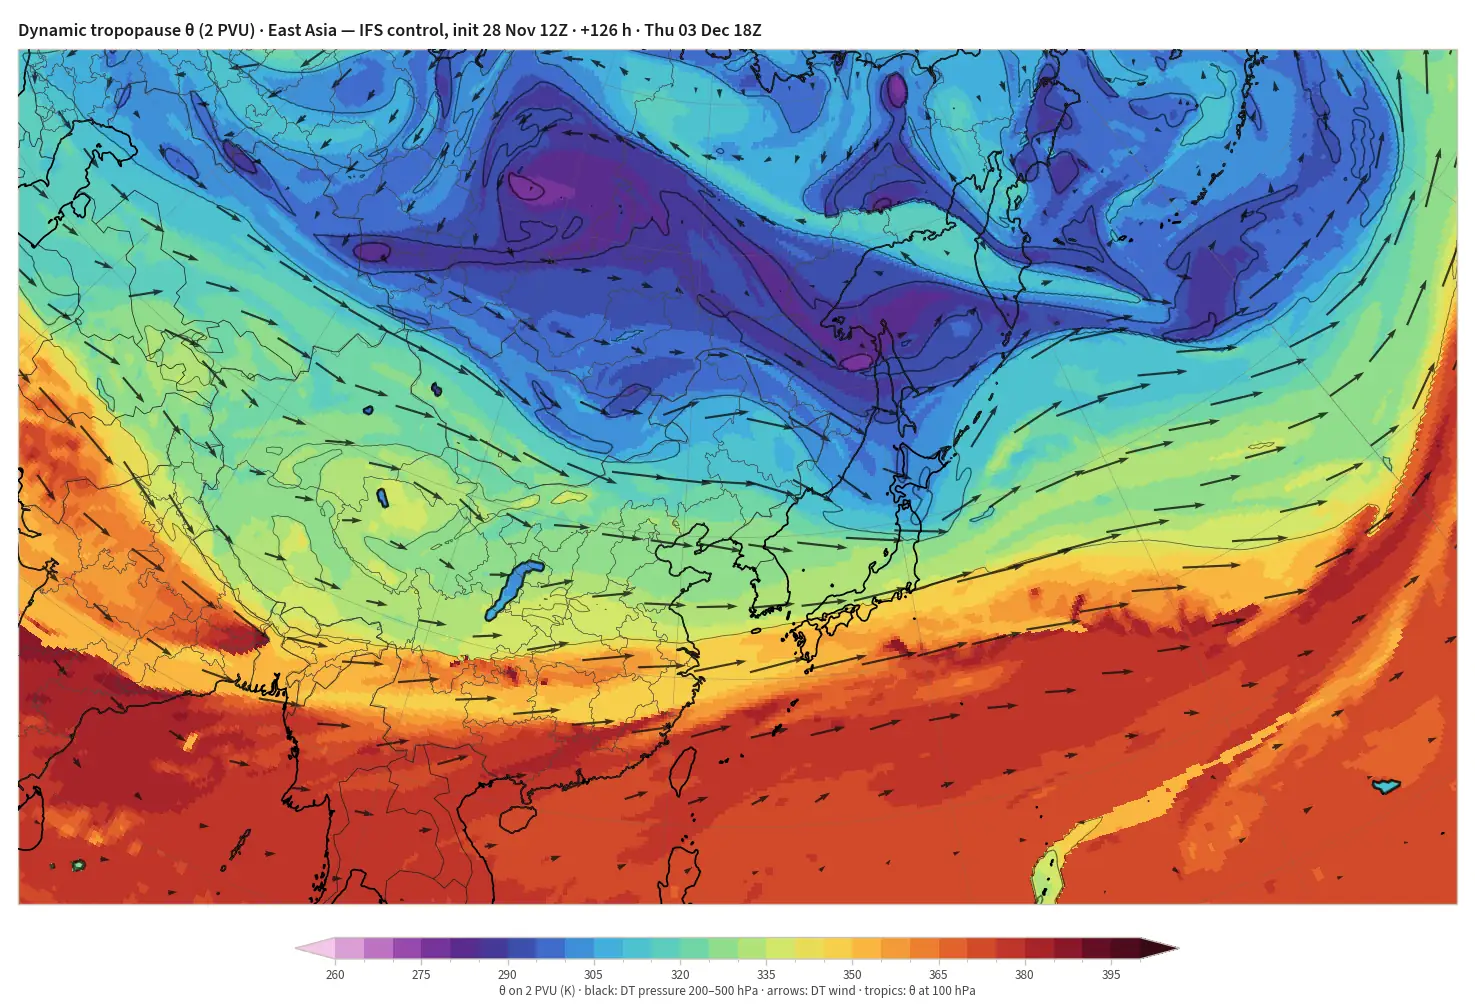 Dynamic tropopause θ (2 PVU) · East Asia — IFS control, init 28 Nov 12Z · +126 h · Thu 03 Dec 18Z
260 275 290 305 320 335 350 365 380 395
θ on 2 PVU (K) · black: DT pressure 200–500 hPa · arrows: DT wind · tropics: θ at 100 hPa